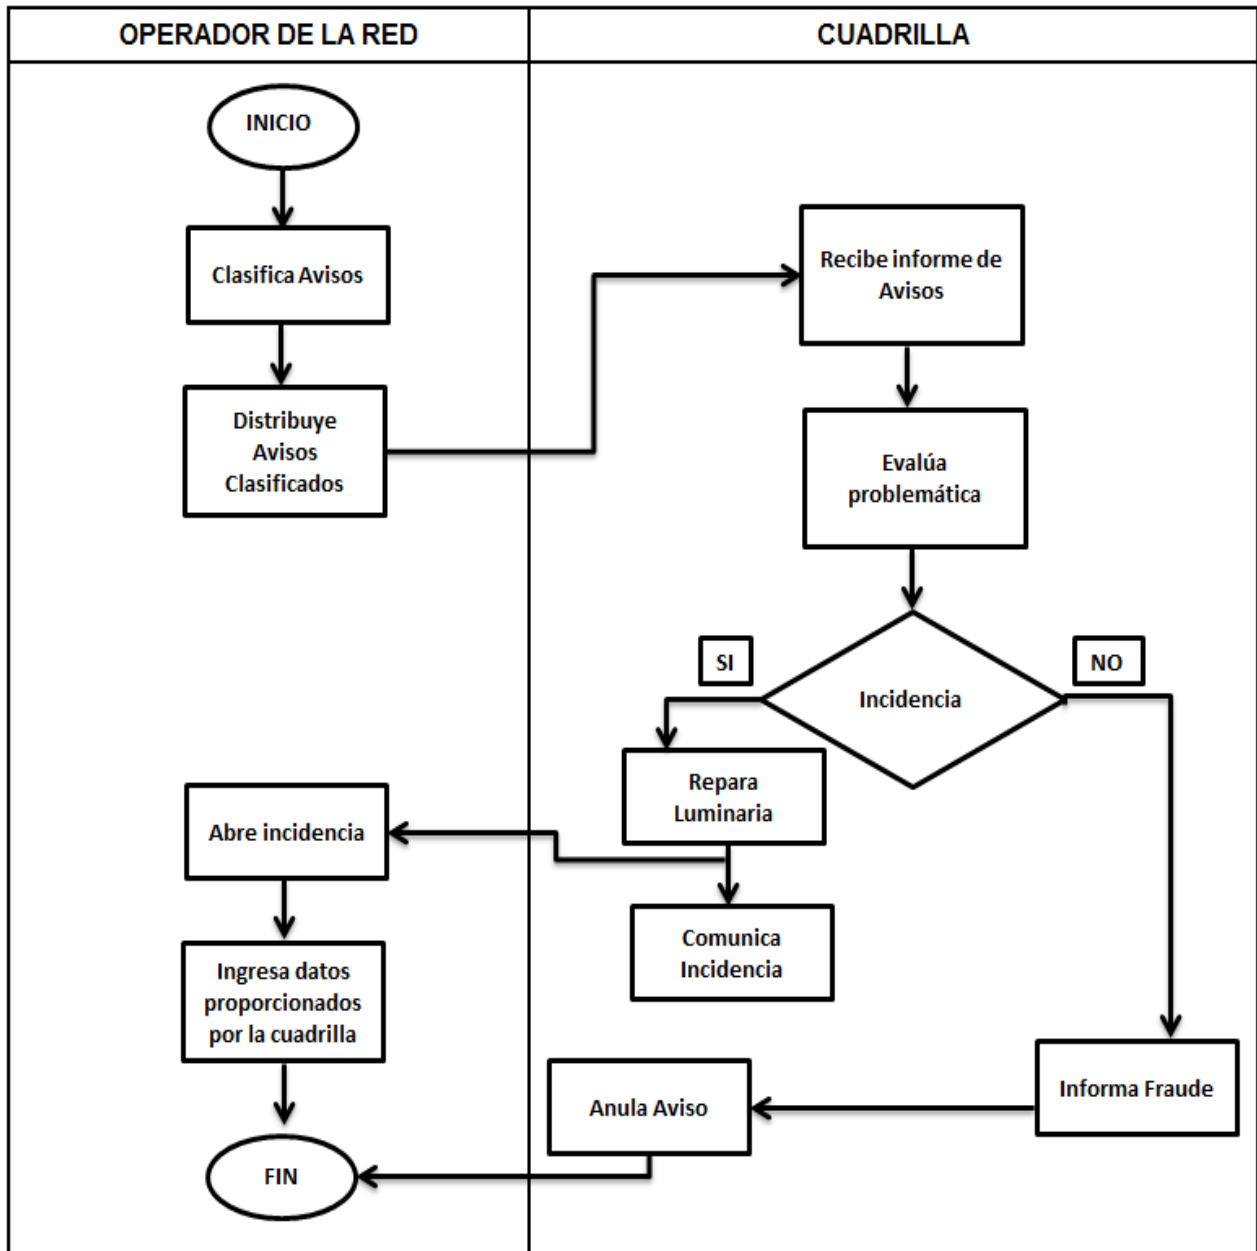 OPERADOR DE LA RED
CUADRILLA
INICIO
Clasifica Avisos
Distribuye
Avisos
Clasificados
Recibe informe de
Avisos
Evalúa
problemática
Incidencia
SI
NO
Repara
Luminaria
Abre incidencia
Comunica
Incidencia
Ingresa datos
proporcionados
por la cuadrilla
Informa Fraude
Anula Aviso
FIN